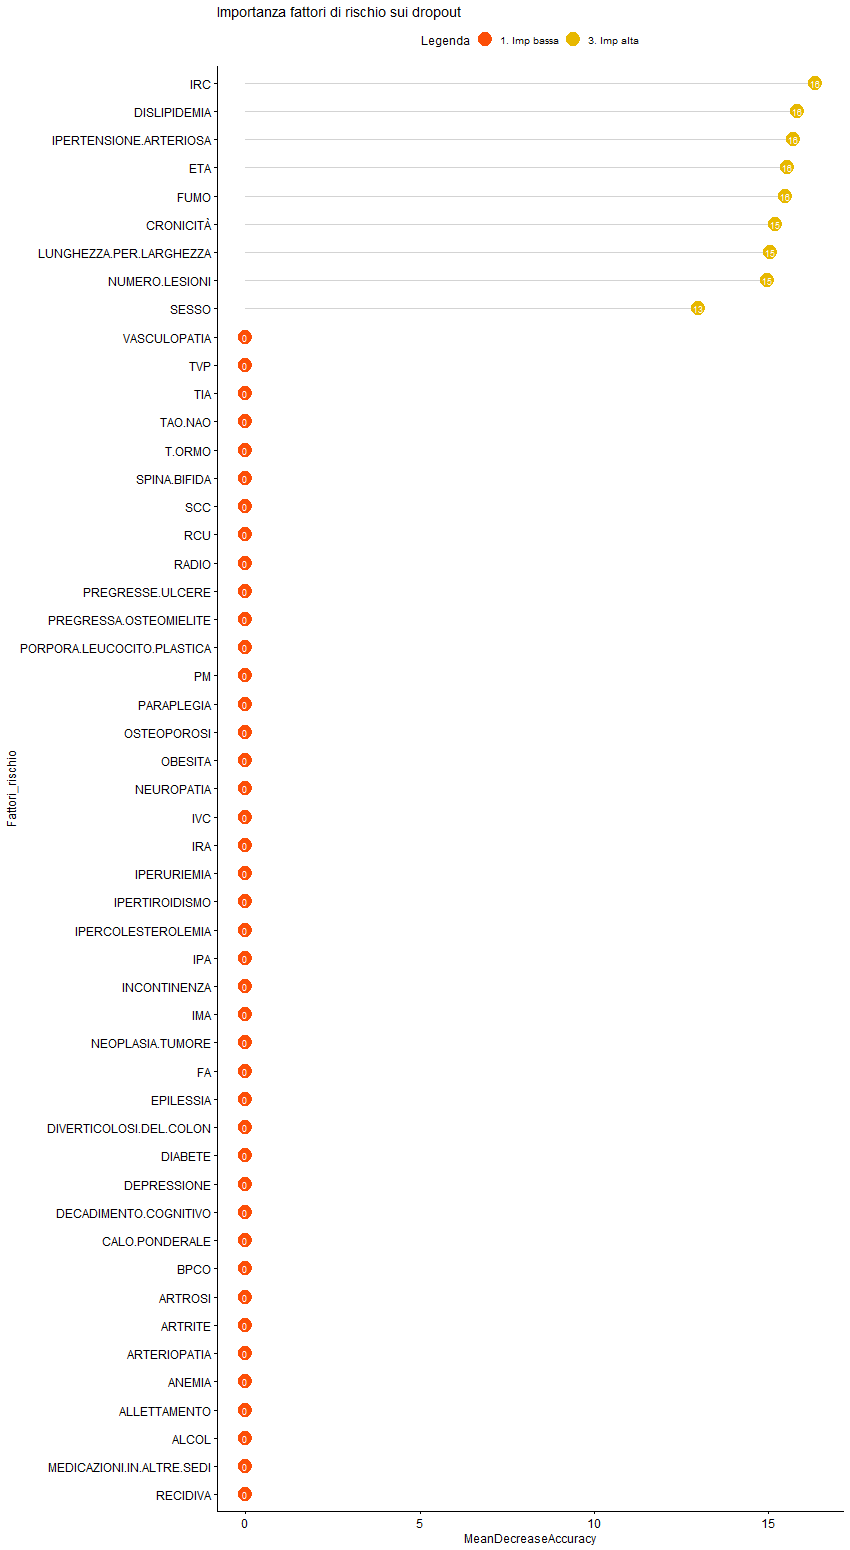 Importanza fattori di rischio sui dropout
Legenda 1. Imp bassa 3. Imp alta
IRC 16
DISLIPIDEMIA 16
IPERTENSIONE.ARTERIOSA 16
ETA 16
FUMO 16
CRONICITÀ 15
LUNGHEZZA.PER.LARGHEZZA 15
NUMERO.LESIONI 15
SESSO 13
VASCULOPATIA 0
TVP 0
TIA 0
TAO.NAO 0
T.ORMO 0
SPINA.BIFIDA 0
SCC 0
RCU 0
RADIO 0
PREGRESSE.ULCERE 0
PREGRESSA.OSTEOMIELITE 0
PORPORA.LEUCOCITO.PLASTICA 0
PM 0
PARAPLEGIA 0
OSTEOPOROSI 0
OBESITA 0
NEUROPATIA 0
IVC 0
IRA 0
IPERURIEMIA 0
IPERTIROIDISMO 0
IPERCOLESTEROLEMIA 0
IPA 0
INCONTINENZA 0
IMA 0
NEOPLASIA.TUMORE 0
FA 0
EPILESSIA 0
DIVERTICOLOSI.DEL.COLON 0
DIABETE 0
DEPRESSIONE 0
DECADIMENTO.COGNITIVO 0
CALO.PONDERALE 0
BPCO 0
ARTROSI 0
ARTRITE 0
ARTERIOPATIA 0
ANEMIA 0
ALLETTAMENTO 0
ALCOL 0
MEDICAZIONI.IN.ALTRE.SEDI 0
RECIDIVA 0
Fattori_rischio
0 5 10 15
MeanDecreaseAccuracy